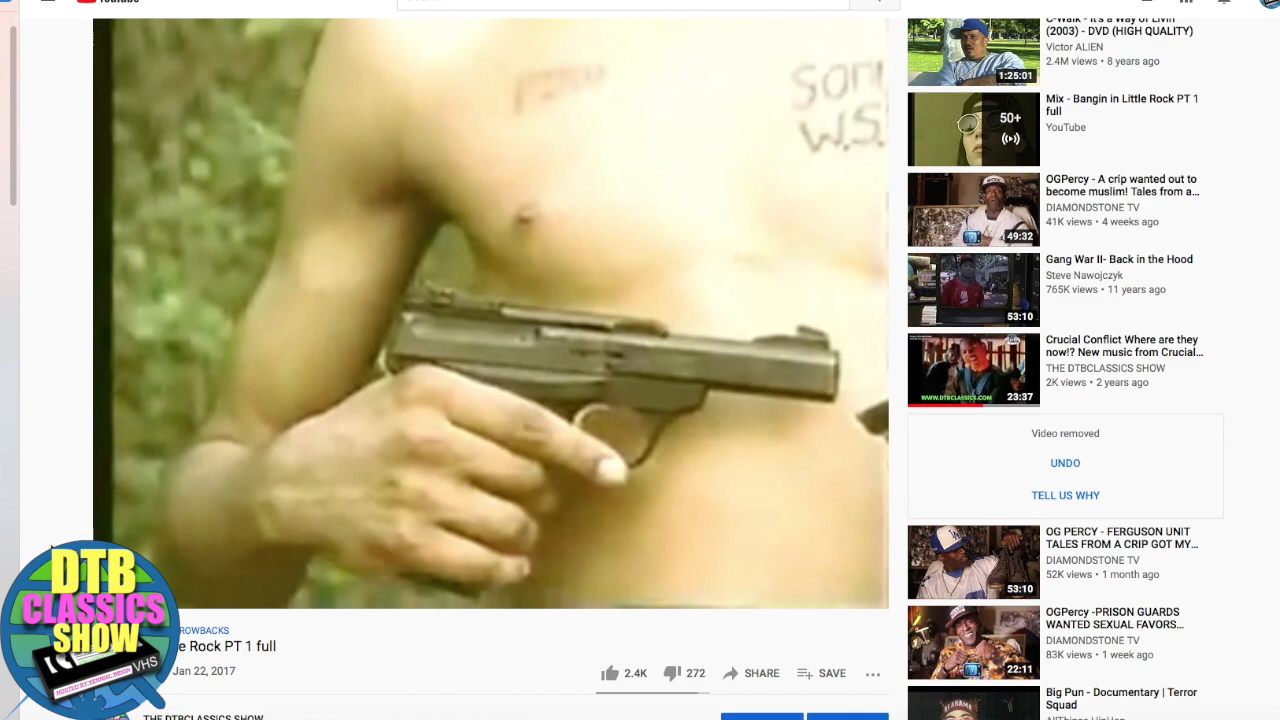 SON
W.S.
C-Walk - It's a Way of Livin'
(2003) - DVD (HIGH QUALITY)
Victor ALIEN
2.4M views • 8 years ago
1:25:01
Mix - Bangin in Little Rock PT 1
full
YouTube
50+
OGPercy - A crip wanted out to
become muslim! Tales from a...
DIAMONDSTONE TV
41K views • 4 weeks ago
49:32
Gang War II- Back in the Hood
Steve Nawojczyk
765K views • 11 years ago
53:10
Crucial Conflict Where are they
now!? New music from Crucial...
THE DTBCLASSICS SHOW
2K views • 2 years ago
WWW.DTBCLASSICS.COM
23:37
Video removed
UNDO
TELL US WHY
OG PERCY - FERGUSON UNIT
TALES FROM A CRIP GOT MY...
DIAMONDSTONE TV
52K views • 1 month ago
53:10
OGPercy -PRISON GUARDS
WANTED SEXUAL FAVORS...
DIAMONDSTONE TV
83K views • 1 week ago
22:11
Big Pun - Documentary | Terror
Squad
ROWBACKS
e Rock PT 1 full
Jan 22, 2017
2.4K
272
SHARE
SAVE
THE DTBCLASSICS SHOW
DTB
CLASSICS
SHOW
VHS